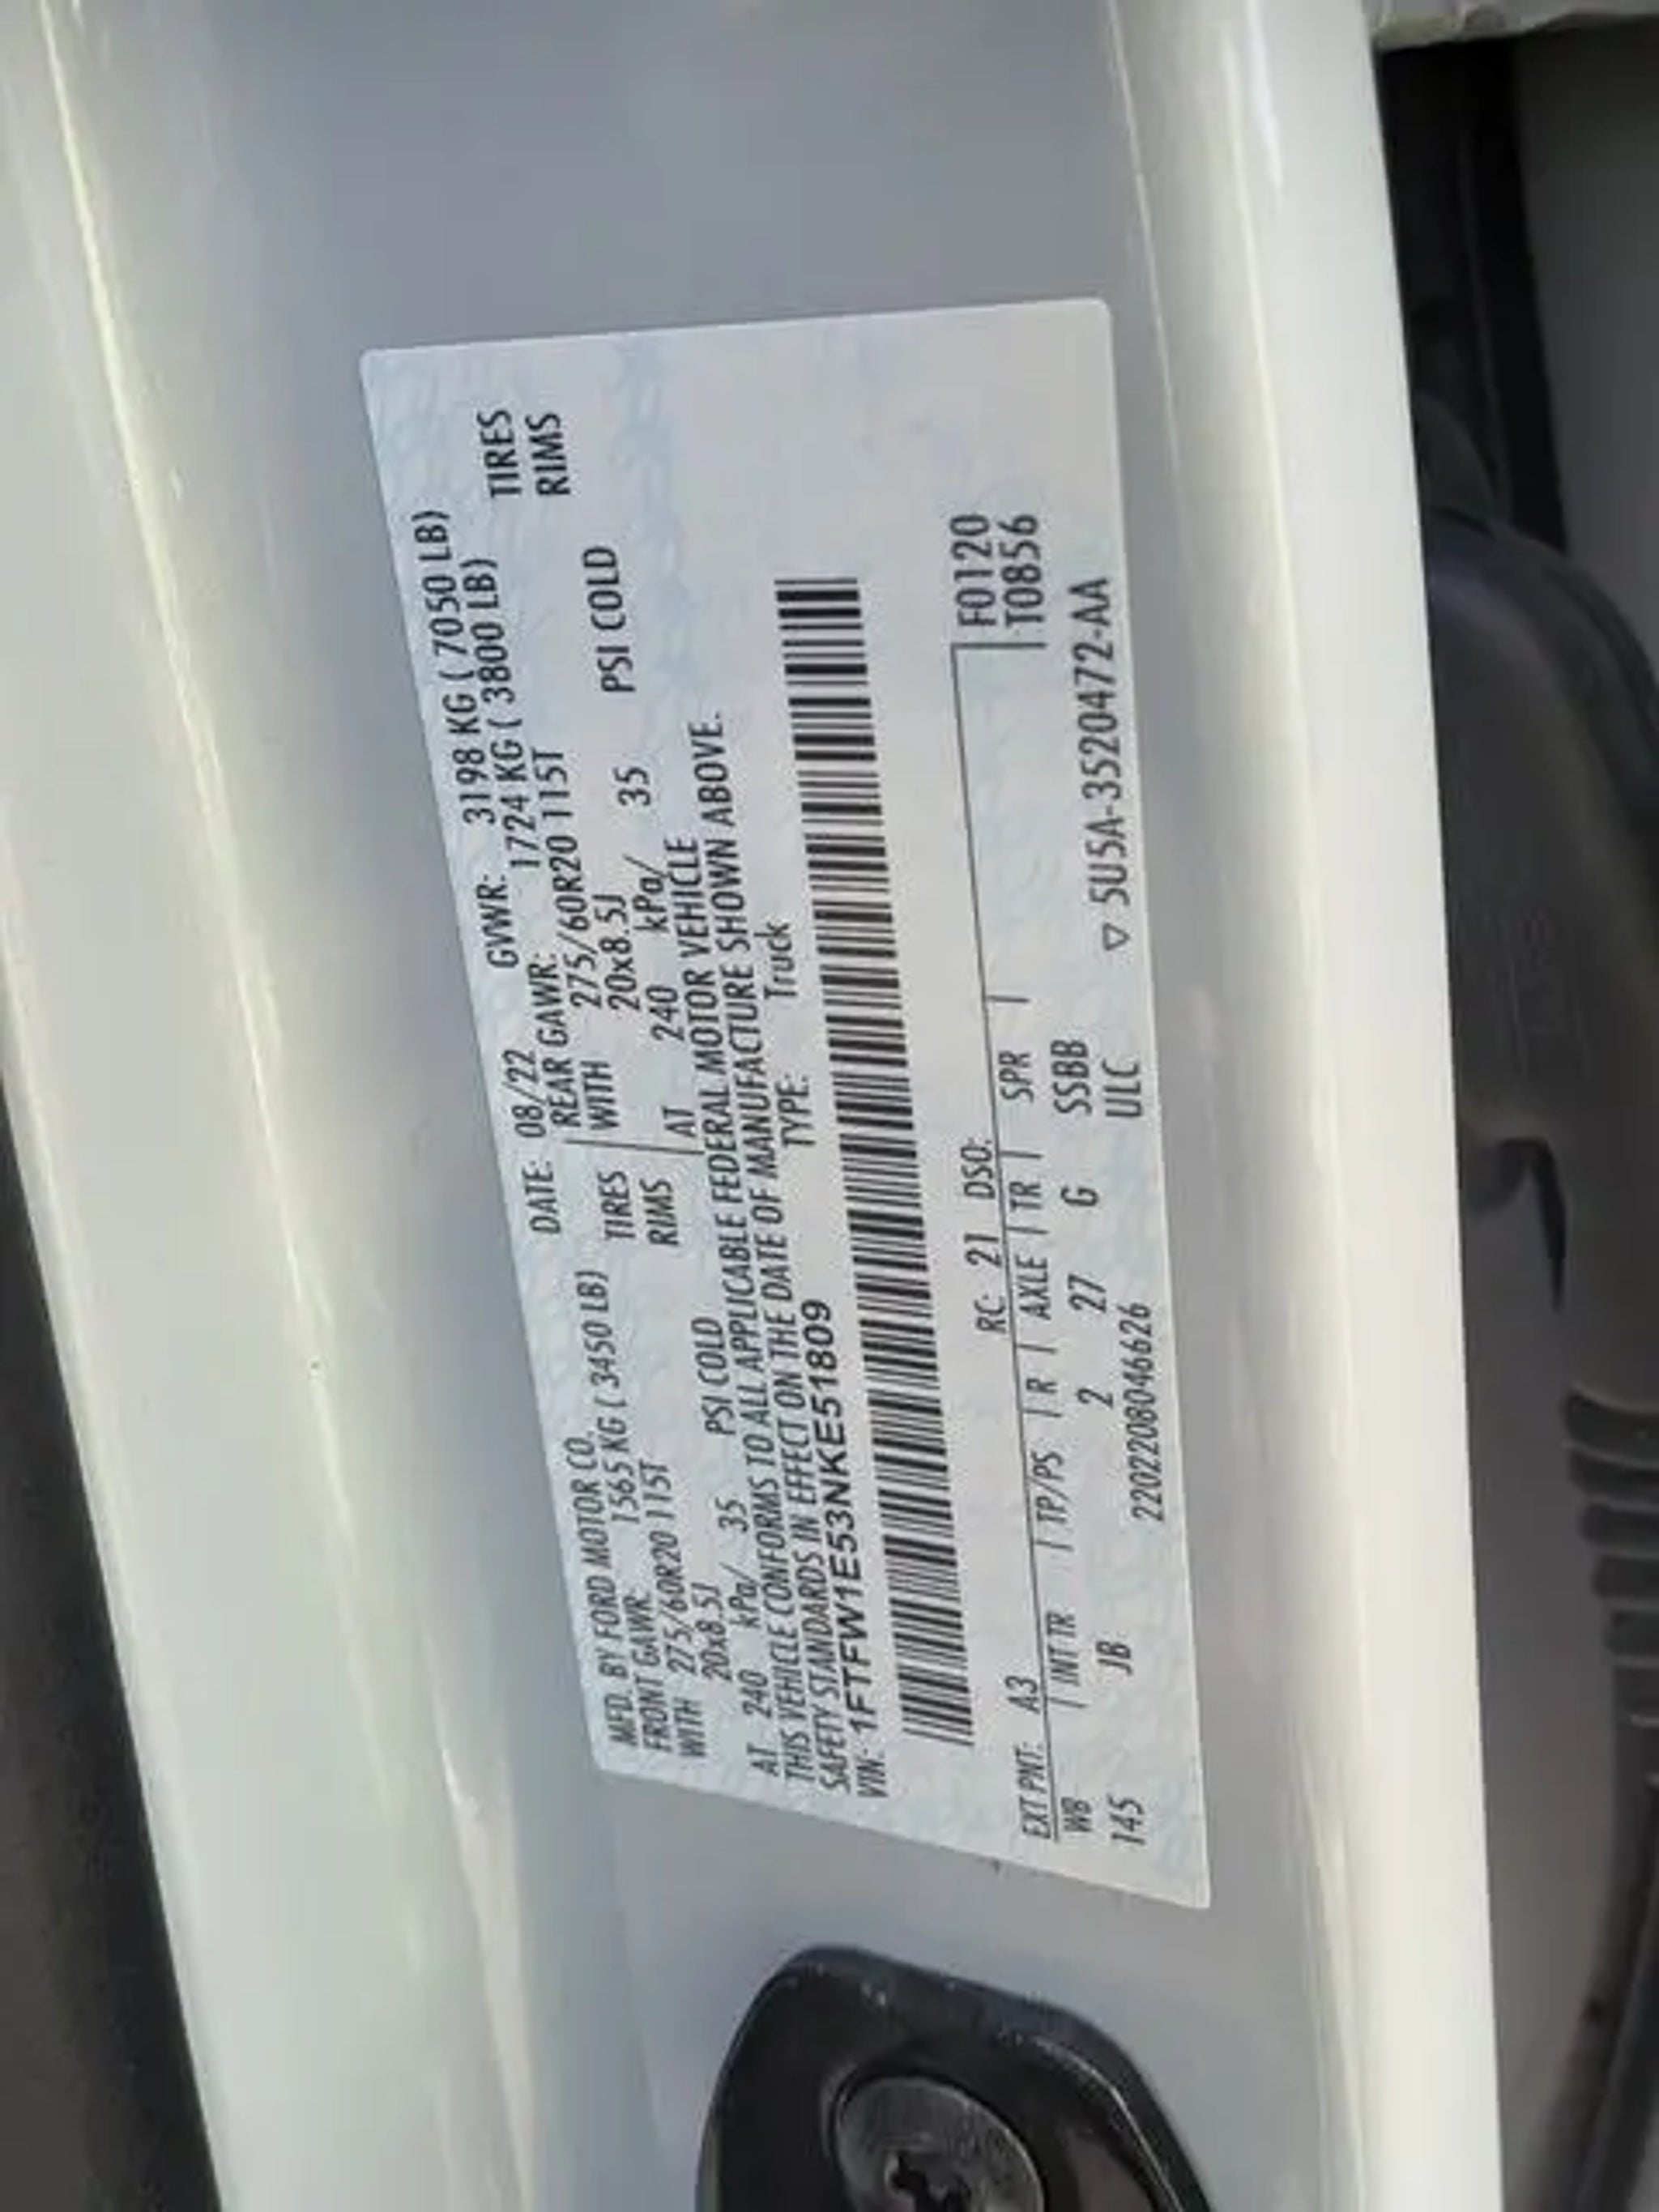 MFD. BY FORD MOTOR CO. DATE: 08/22 GVWR: 3198 KG ( 7050 LB)
FRONT GAWR: 1565 KG ( 3450 LB) REAR GAWR: 1724 KG ( 3800 LB)
WITH 275/60R20 115T TIRES WITH 275/60R20 115T TIRES
20x8.5J RIMS 20x8.5J RIMS
AT 240 kPa/ 35 PSI COLD AT 240 kPa/ 35 PSI COLD
THIS VEHICLE CONFORMS TO ALL APPLICABLE FEDERAL MOTOR VEHICLE
SAFETY STANDARDS IN EFFECT ON THE DATE OF MANUFACTURE SHOWN ABOVE.
VIN: 1FTFW1E53NKE51809 TYPE: Truck
EXT PNT: A3 RC: 21 DSO:
WB | INT TR | TP/PS | R | AXLE | TR | SPR | F0120
145 JB 2 27 G SSBB T0856
2202208046626 ULC ▽ 5U5A-3520472-AA